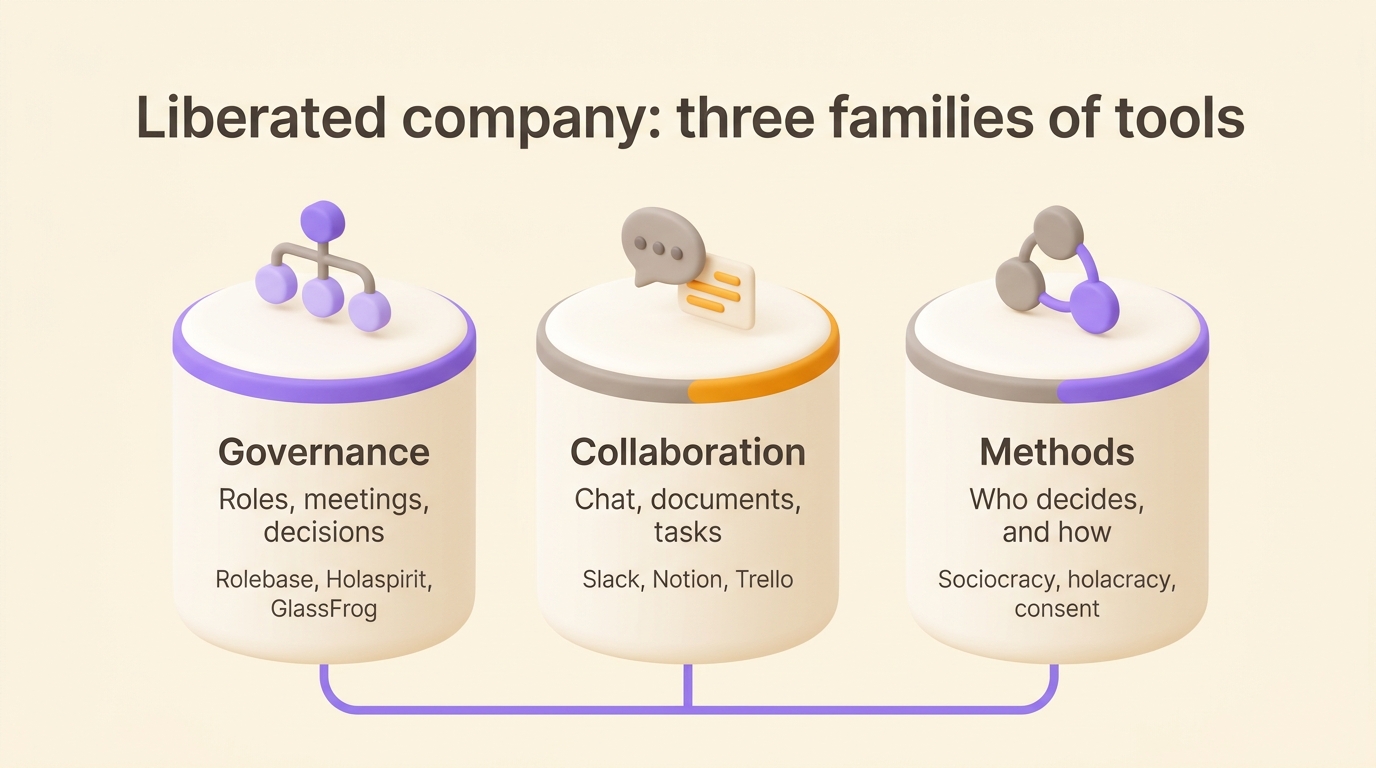 Liberated company: three families of tools
Governance
Roles, meetings,
decisions
Rolebase, Holaspirit,
GlassFrog
Collaboration
Chat, documents,
tasks
Slack, Notion, Trello
Methods
Who decides,
and how
Sociocracy, holacracy,
consent